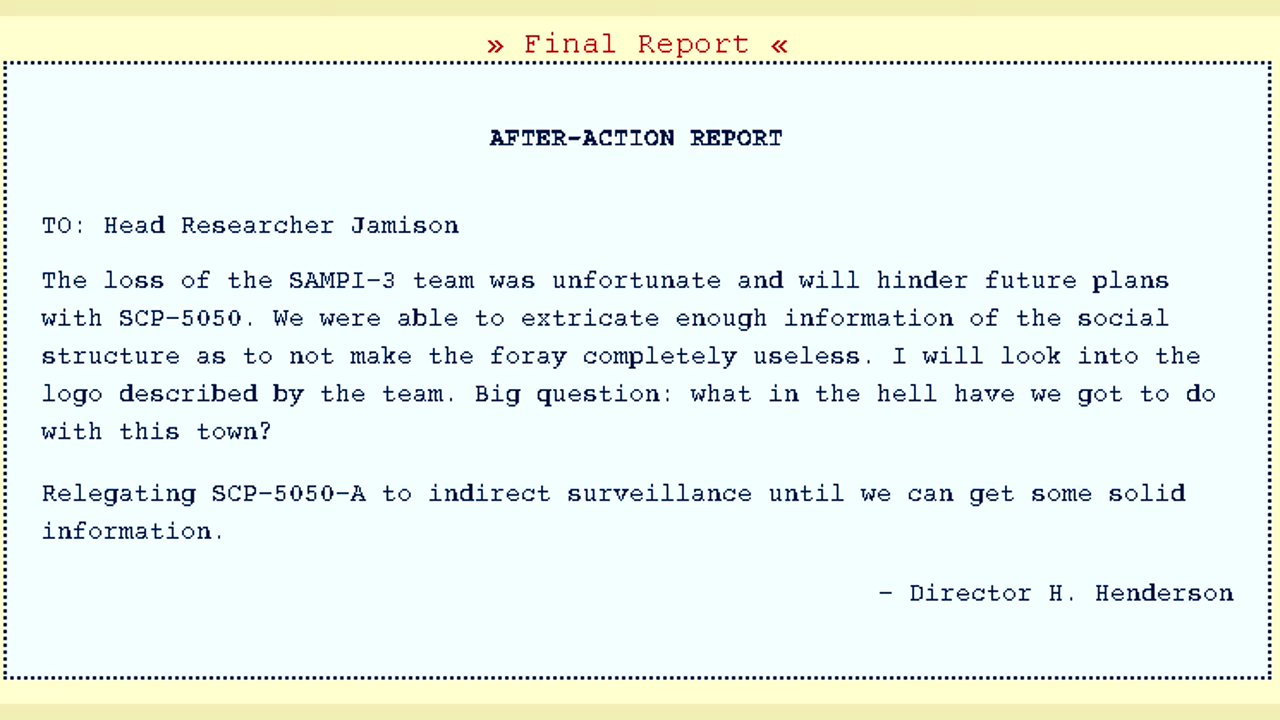 » Final Report «
AFTER-ACTION REPORT
TO: Head Researcher Jamison
The loss of the SAMPI-3 team was unfortunate and will hinder future plans
with SCP-5050. We were able to extricate enough information of the social
structure as to not make the foray completely useless. I will look into the
logo described by the team. Big question: what in the hell have we got to do
with this town?
Relegating SCP-5050-A to indirect surveillance until we can get some solid
information.
- Director H. Henderson